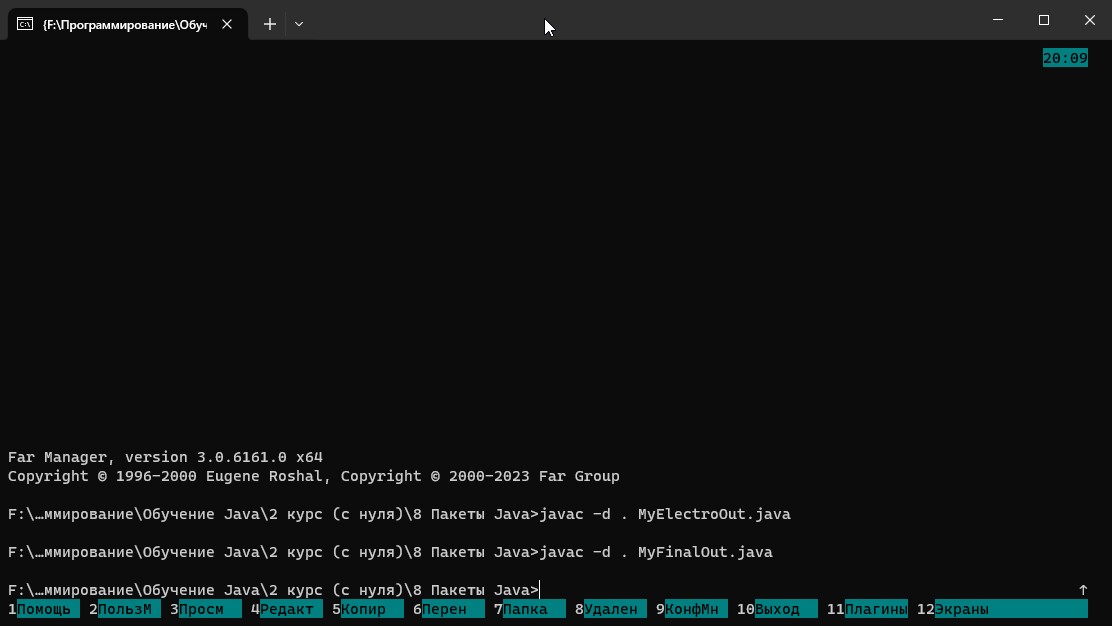 {F:\Программирование\Обуч
20:09
Far Manager, version 3.0.6161.0 x64
Copyright © 1996-2000 Eugene Roshal, Copyright © 2000-2023 Far Group
F:\…ммирование\Обучение Java\2 курс (с нуля)\8 Пакеты Java>javac -d . MyElectroOut.java
F:\…ммирование\Обучение Java\2 курс (с нуля)\8 Пакеты Java>javac -d . MyFinalOut.java
F:\…ммирование\Обучение Java\2 курс (с нуля)\8 Пакеты Java>
1Помощь 2ПользМ 3Просм 4Редакт 5Копир 6Перен 7Папка 8Удален 9КонфМн 10Выход 11Плагины 12Экраны